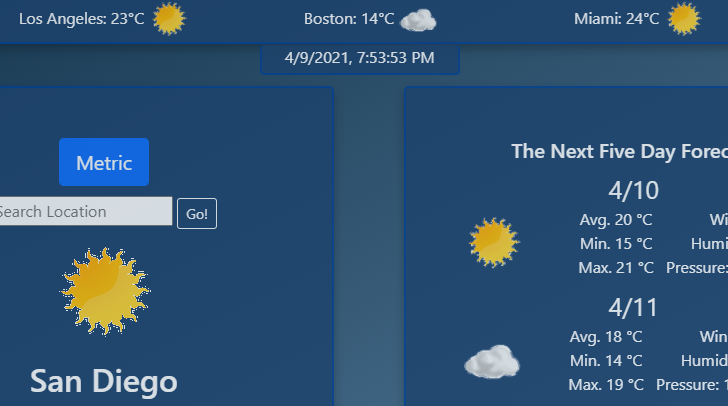 Los Angeles: 23°C Boston: 14°C Miami: 24°C
4/9/2021, 7:53:53 PM
Metric
Search Location Go!
San Diego
The Next Five Day Forec
4/10
Avg. 20 °C Wi
Min. 15 °C Humi
Max. 21 °C Pressure:
4/11
Avg. 18 °C Win
Min. 14 °C Humid
Max. 19 °C Pressure: 1